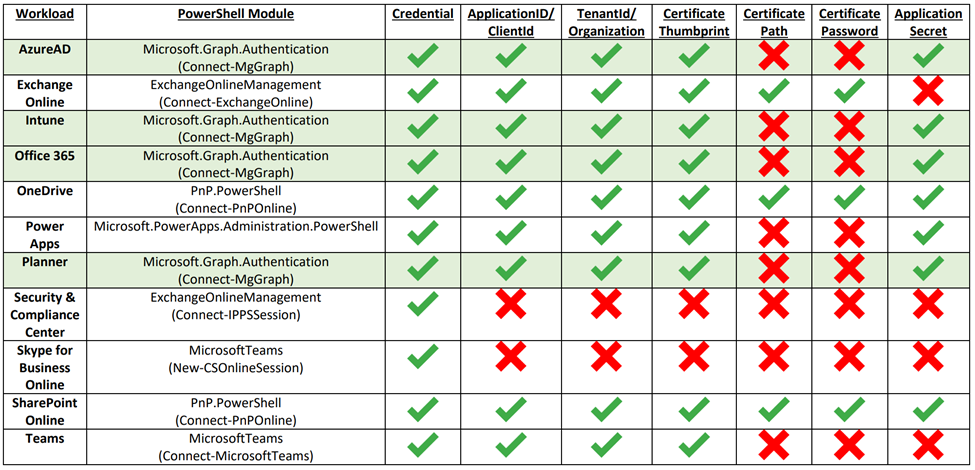 Workload PowerShell Module Credential ApplicationID/ TenantId/ Certificate Certificate Certificate Application
ClientId Organization Thumbprint Path Password Secret
AzureAD Microsoft.Graph.Authentication
(Connect-MgGraph)
Exchange ExchangeOnlineManagement
Online (Connect-ExchangeOnline)
Intune Microsoft.Graph.Authentication
(Connect-MgGraph)
Office 365 Microsoft.Graph.Authentication
(Connect-MgGraph)
OneDrive PnP.PowerShell
(Connect-PnPOnline)
Power Microsoft.PowerApps.Administration.PowerShell
Apps
Planner Microsoft.Graph.Authentication
(Connect-MgGraph)
Security & ExchangeOnlineManagement
Compliance (Connect-IPPSSession)
Center
Skype for MicrosoftTeams
Business (New-CSOnlineSession)
Online
SharePoint PnP.PowerShell
Online (Connect-PnPOnline)
Teams MicrosoftTeams
(Connect-MicrosoftTeams)